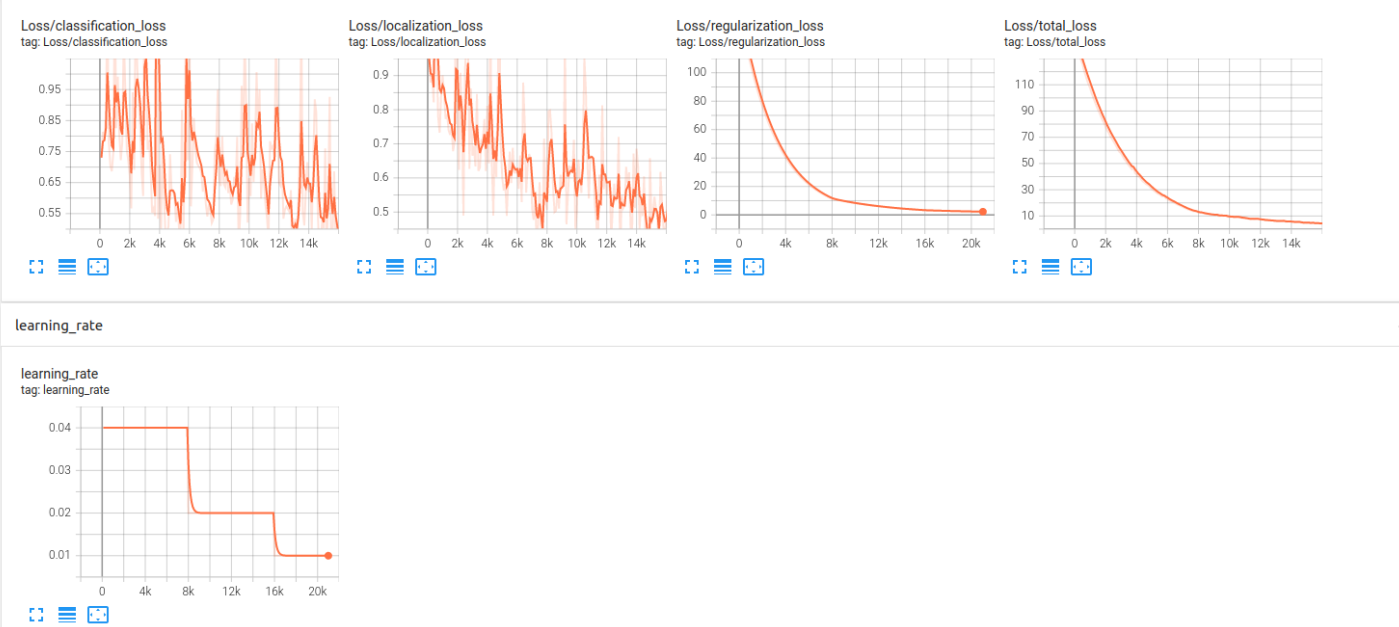 Loss/classification_loss
tag: Loss/classification_loss
0.95
0.85
0.75
0.65
0.55
0 2k 4k 6k 8k 10k 12k 14k
Loss/localization_loss
tag: Loss/localization_loss
0.9
0.8
0.7
0.6
0.5
0 2k 4k 6k 8k 10k 12k 14k
Loss/regularization_loss
tag: Loss/regularization_loss
100
80
60
40
20
0
0 4k 8k 12k 16k 20k
Loss/total_loss
tag: Loss/total_loss
110
90
70
50
30
10
0 2k 4k 6k 8k 10k 12k 14k
learning_rate
learning_rate
tag: learning_rate
0.04
0.03
0.02
0.01
0 4k 8k 12k 16k 20k